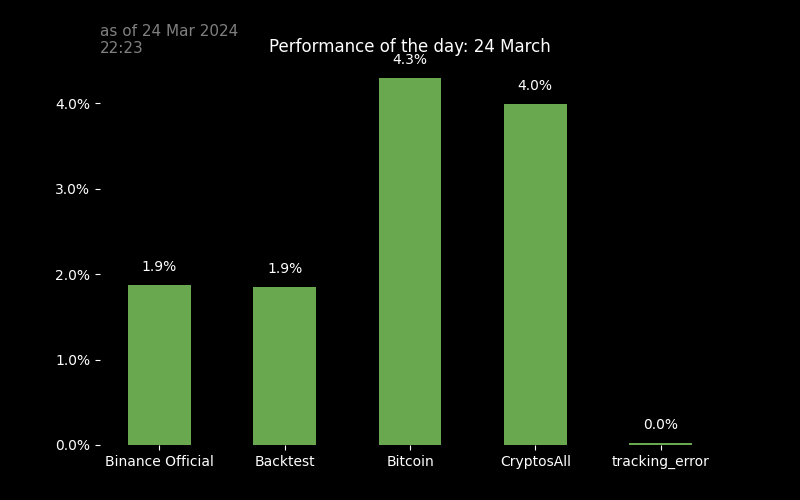 as of 24 Mar 2024
22:23
Performance of the day: 24 March
4.3%
4.0%
4.0%
3.0%
2.0%
1.9%
1.9%
1.0%
0.0%
0.0%
Binance Official
Backtest
Bitcoin
CryptosAll
tracking_error